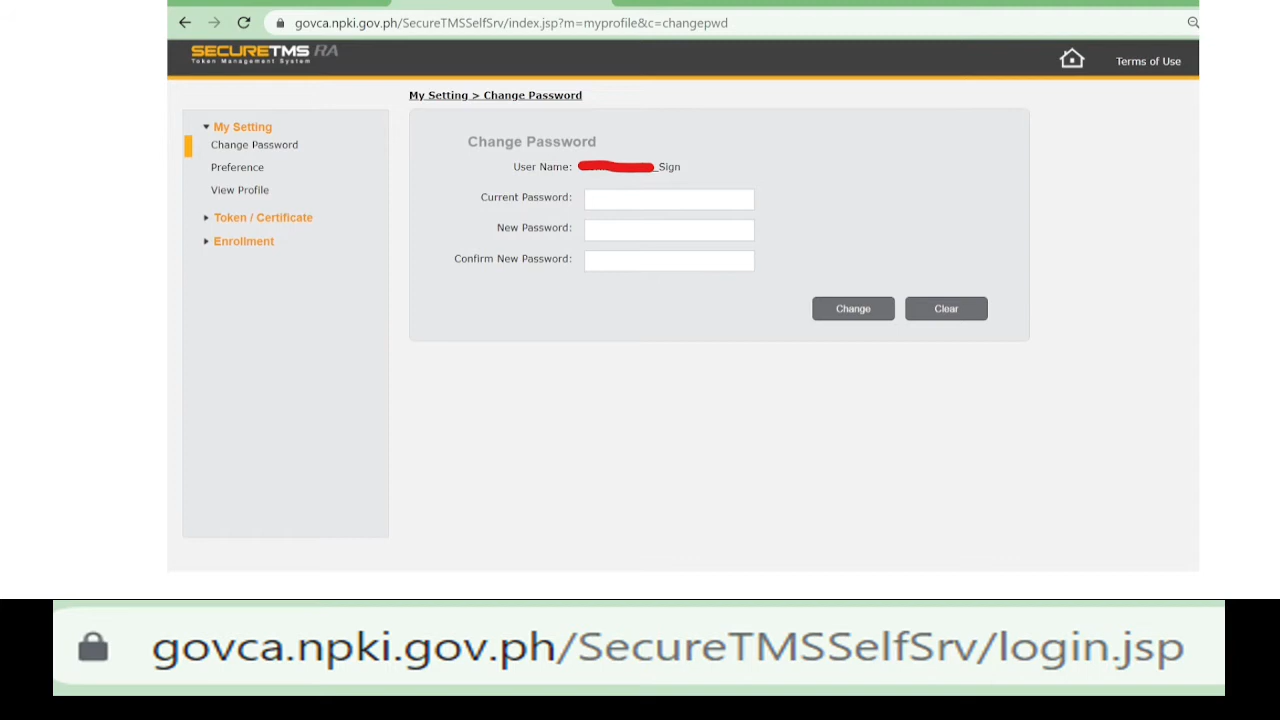 govca.npki.gov.ph/SecureTMSSelfSrv/index.jsp?m=myprofile&c=changepwd
SECURETMS RA
Token Management System
Terms of Use
My Setting > Change Password
My Setting
Change Password
Preference
View Profile
Token / Certificate
Enrollment
Change Password
User Name: _Sign
Current Password:
New Password:
Confirm New Password:
Change Clear
govca.npki.gov.ph/SecureTMSSelfSrv/login.jsp